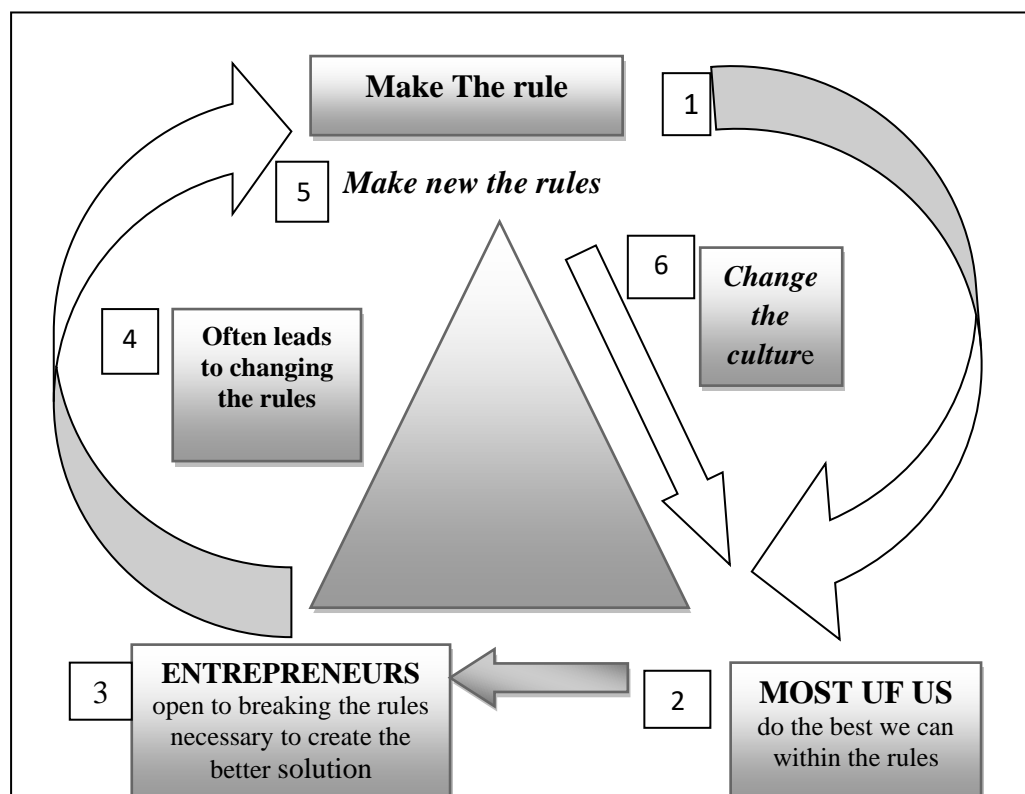 Make The rule
1
5
Make new the rules
6
Change
the
culture
4
Often leads
to changing
the rules
3
ENTREPRENEURS
open to breaking the rules
necessary to create the
better solution
2
MOST UF US
do the best we can
within the rules